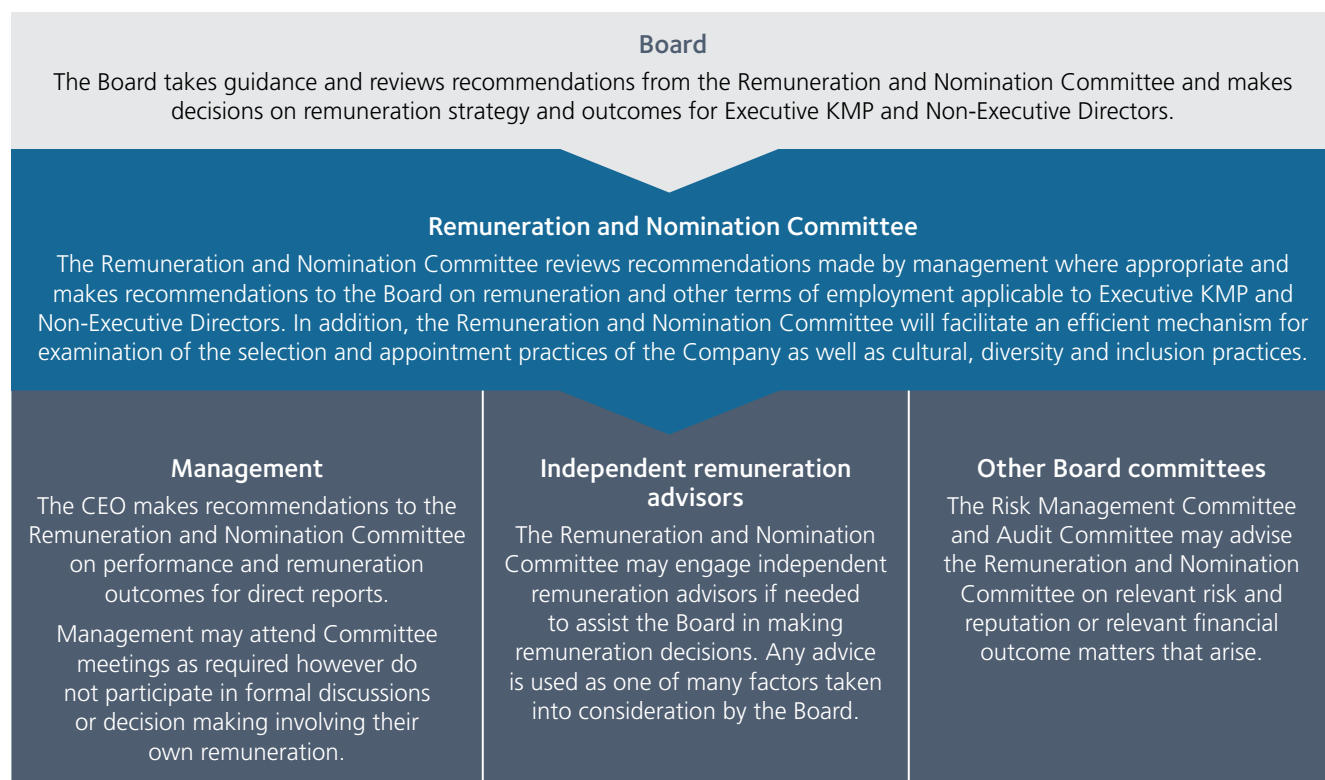 Board
The Board takes guidance and reviews recommendations from the Remuneration and Nomination Committee and makes
decisions on remuneration strategy and outcomes for Executive KMP and Non-Executive Directors.
Remuneration and Nomination Committee
The Remuneration and Nomination Committee reviews recommendations made by management where appropriate and
makes recommendations to the Board on remuneration and other terms of employment applicable to Executive KMP and
Non-Executive Directors. In addition, the Remuneration and Nomination Committee will facilitate an efficient mechanism for
examination of the selection and appointment practices of the Company as well as cultural, diversity and inclusion practices.
Management
The CEO makes recommendations to the
Remuneration and Nomination Committee
on performance and remuneration
outcomes for direct reports.
Management may attend Committee
meetings as required however do
not participate in formal discussions
or decision making involving their
own remuneration.
Independent remuneration
advisors
The Remuneration and Nomination
Committee may engage independent
remuneration advisors if needed
to assist the Board in making
remuneration decisions. Any advice
is used as one of many factors taken
into consideration by the Board.
Other Board committees
The Risk Management Committee
and Audit Committee may advise
the Remuneration and Nomination
Committee on relevant risk and
reputation or relevant financial
outcome matters that arise.